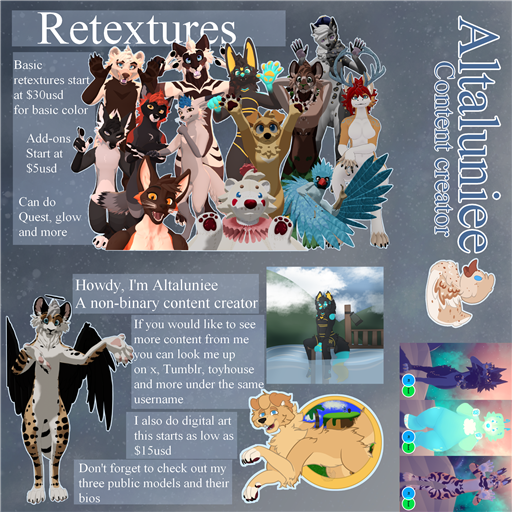 Retextures
Basic
retextures start
at $30usd
for basic color
Add-ons
Start at
$5usd
Can do
Quest, glow
and more
Altaluniee
Content creator
Howdy, I'm Altaluniee
A non-binary content creator
If you would like to see
more content from me
you can look me up
on x, Tumblr, toyhouse
and more under the same
username
I also do digital art
this starts as low as
$15usd
Don't forget to check out my
three public models and their
bios